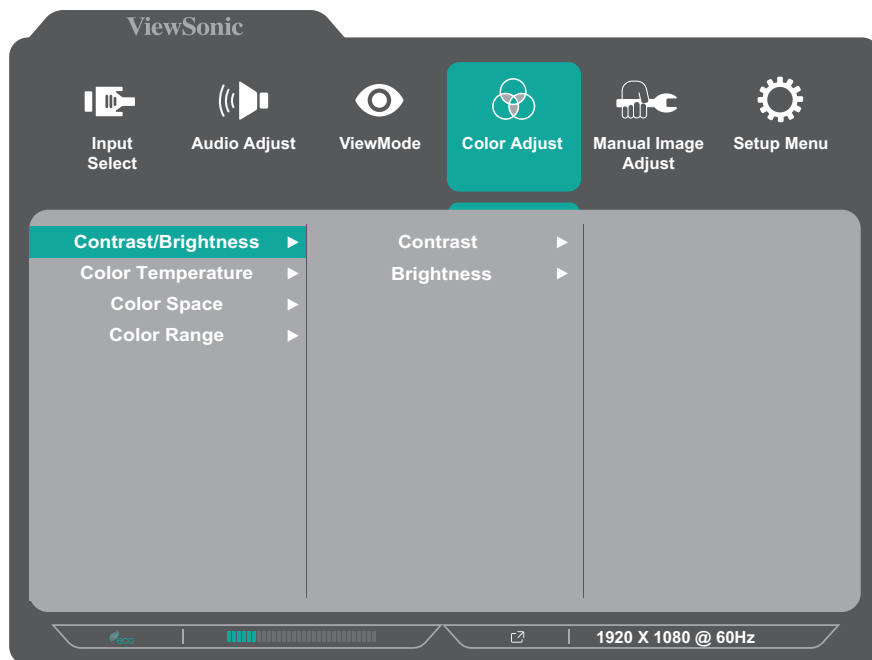 ViewSonic
Input
Select
Audio Adjust
ViewMode
Color Adjust
Manual Image
Adjust
Setup Menu
Contrast/Brightness
Contrast
Color Temperature
Brightness
Color Space
Color Range
eco
1920 X 1080 @ 60Hz